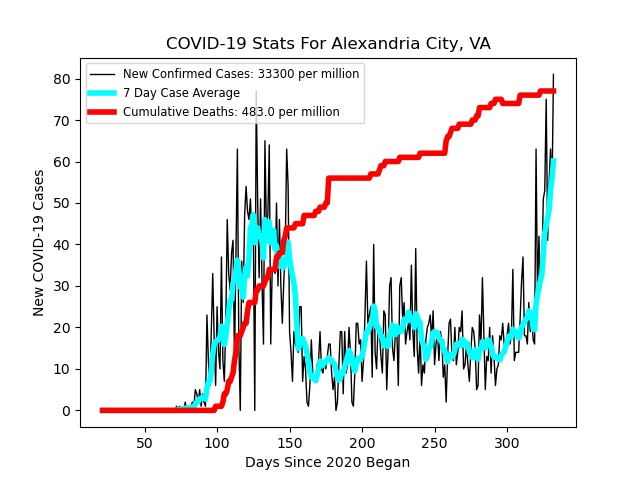 COVID-19 Stats For Alexandria City, VA
New Confirmed Cases: 33300 per million
7 Day Case Average
Cumulative Deaths: 483.0 per million
New COVID-19 Cases
80
70
60
50
40
30
20
10
0
50
100
150
200
250
300
Days Since 2020 Began